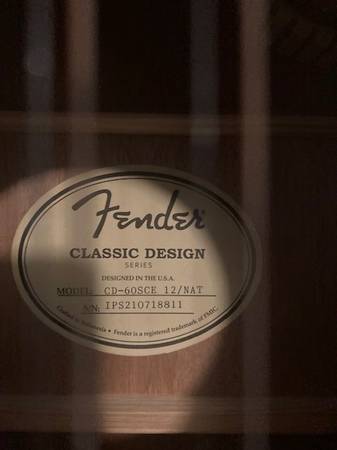 Fender
CLASSIC DESIGN
SERIES
DESIGNED IN THE U.S.A.
MODEL: CD-60SCE 12/NAT
S/N: IPS210718811
Crafted in Indonesia • Fender is a registered trademark of FMIC.